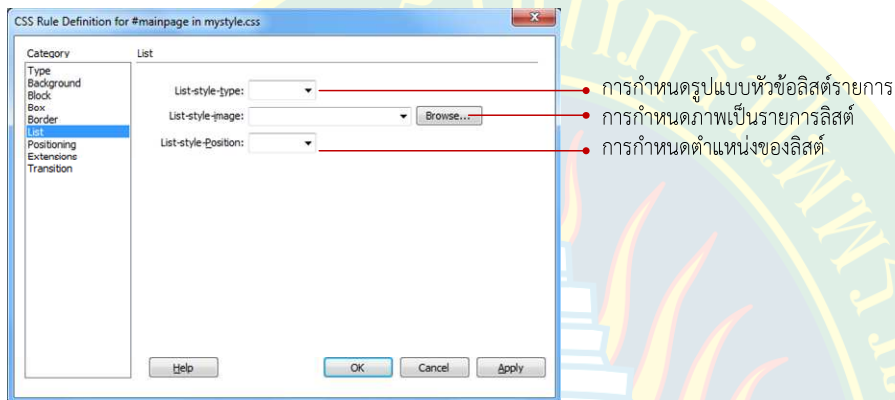 CSS Rule Definition for #mainpage in mystyle.css
Category
List
Type
Background
Block
Box
Border
List
Positioning
Extensions
Transition
List-style-type:
List-style-image:
Browse...
List-style-Position:
Help
OK
Cancel
Apply
การกำหนดรูปแบบหัวข้อลิสต์รายการ
การกำหนดภาพเป็นรายการลิสต์
การกำหนดตำแหน่งของลิสต์